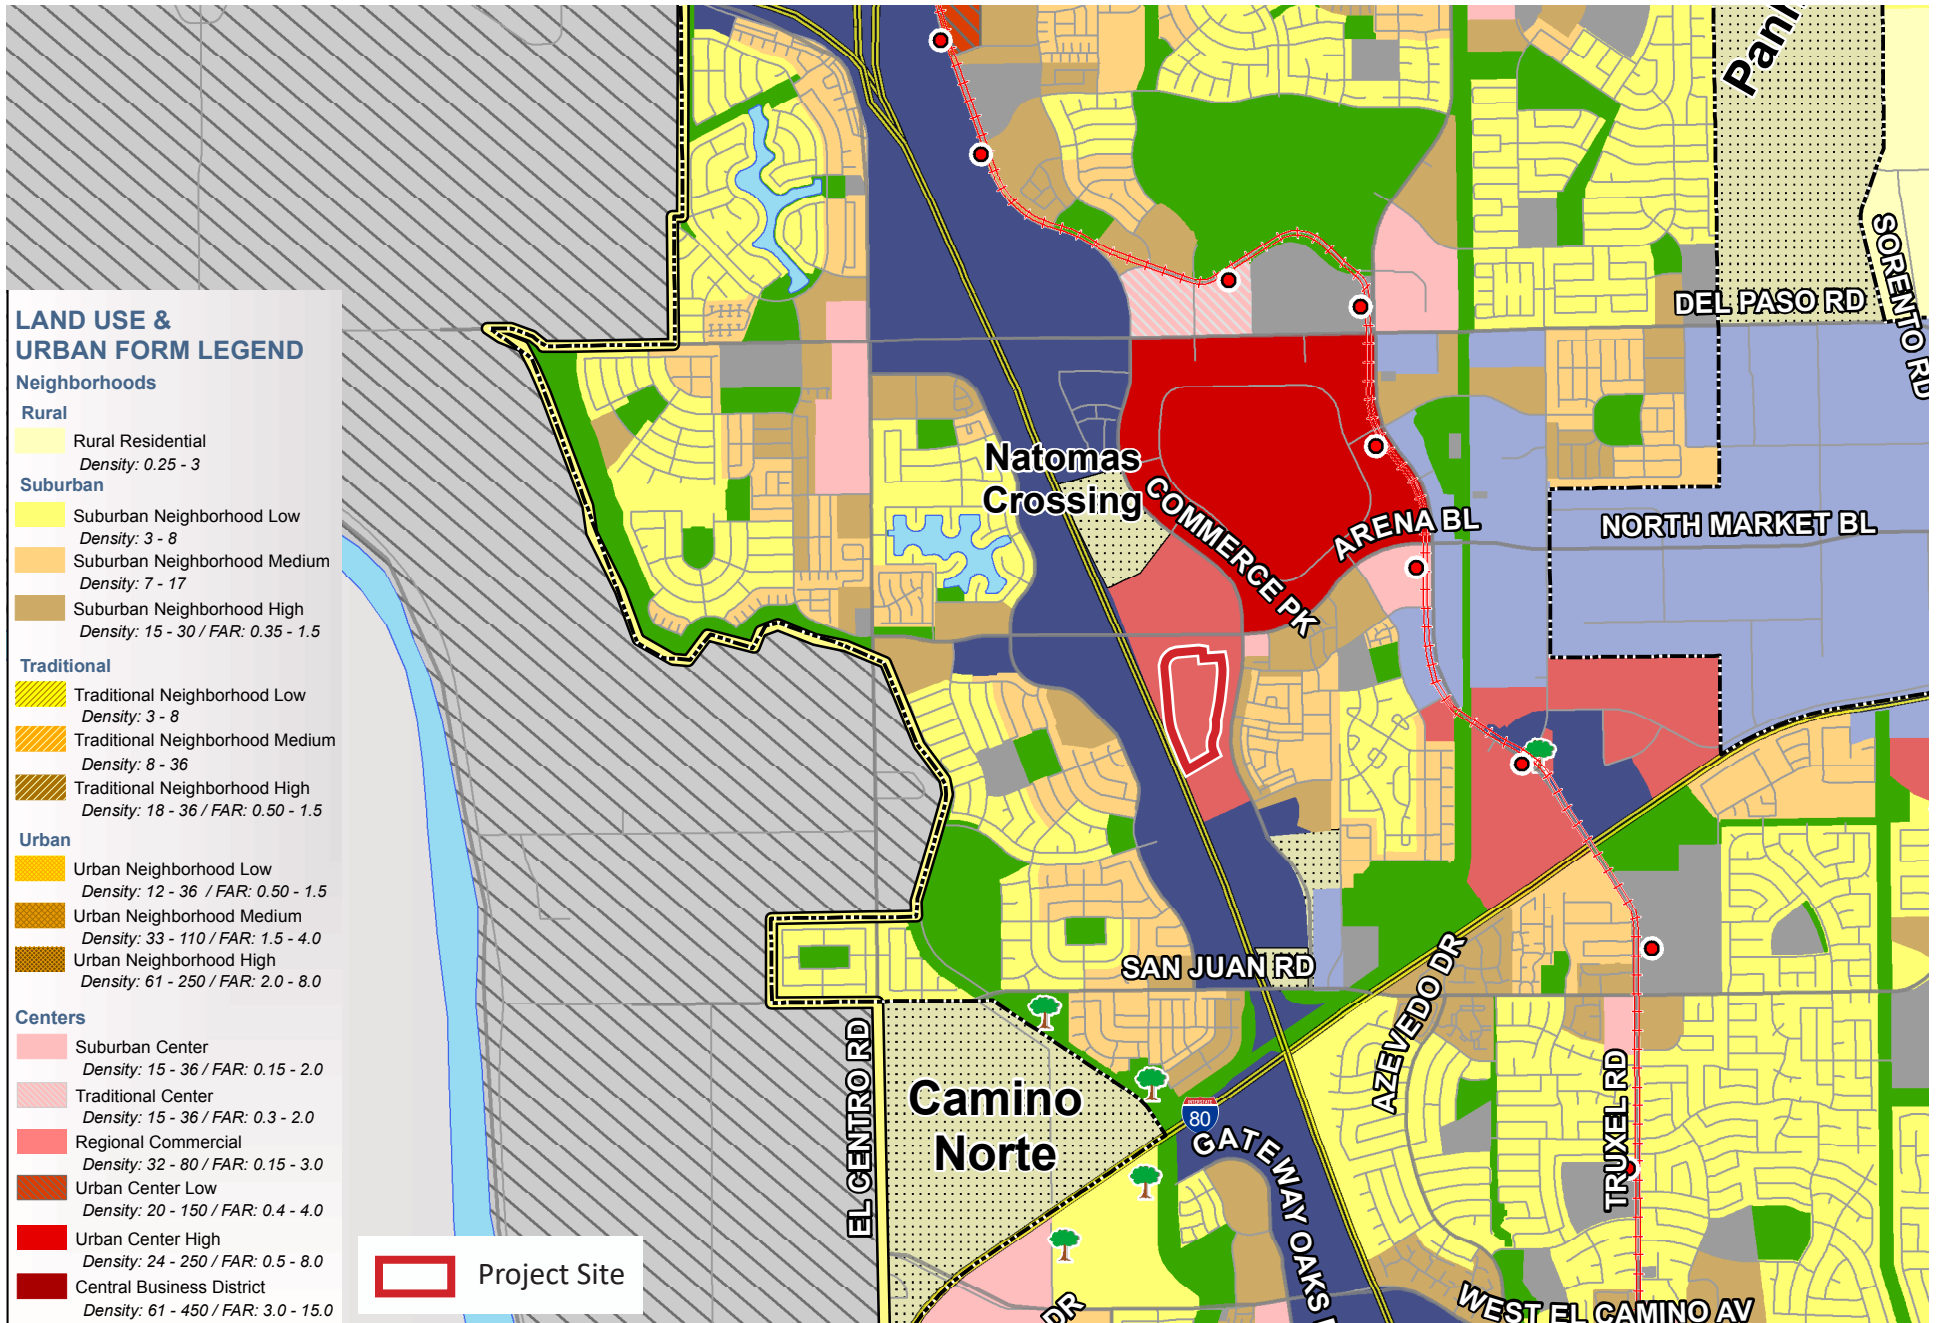 LAND USE &
URBAN FORM LEGEND
Neighborhoods
Rural
Rural Residential
Density: 0.25 - 3
Suburban
Suburban Neighborhood Low
Density: 3 - 8
Suburban Neighborhood Medium
Density: 7 - 17
Suburban Neighborhood High
Density: 15 - 30 / FAR: 0.35 - 1.5
Traditional
Traditional Neighborhood Low
Density: 3 - 8
Traditional Neighborhood Medium
Density: 8 - 36
Traditional Neighborhood High
Density: 18 - 36 / FAR: 0.50 - 1.5
Urban
Urban Neighborhood Low
Density: 12 - 36 / FAR: 0.50 - 1.5
Urban Neighborhood Medium
Density: 33 - 110 / FAR: 1.5 - 4.0
Urban Neighborhood High
Density: 61 - 250 / FAR: 2.0 - 8.0
Centers
Suburban Center
Density: 15 - 36 / FAR: 0.15 - 2.0
Traditional Center
Density: 15 - 36 / FAR: 0.3 - 2.0
Regional Commercial
Density: 32 - 80 / FAR: 0.15 - 3.0
Urban Center Low
Density: 20 - 150 / FAR: 0.4 - 4.0
Urban Center High
Density: 24 - 250 / FAR: 0.5 - 8.0
Central Business District
Density: 61 - 450 / FAR: 3.0 - 15.0
Project Site
Panh
SORENTO RD
DEL PASO RD
Natomas
Crossing
COMMERCE PK
ARENA BL
NORTH MARKET BL
SAN JUAN RD
AZEVEDO DR
EL CENTRO RD
Camino
Norte
INTERSTATE
80
GATEWAY OAKS
TRUXEL RD
DR
WEST EL CAMINO AV